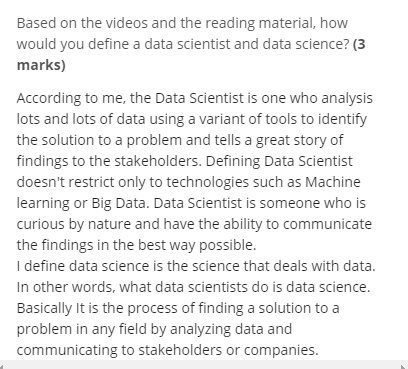 Based on the videos and the reading material, how
would you define a data scientist and data science? (3
marks)
According to me, the Data Scientist is one who analysis
lots and lots of data using a variant of tools to identify
the solution to a problem and tells a great story of
findings to the stakeholders. Defining Data Scientist
doesn't restrict only to technologies such as Machine
learning or Big Data. Data Scientist is someone who is
curious by nature and have the ability to communicate
the findings in the best way possible.
I define data science is the science that deals with data.
In other words, what data scientists do is data science.
Basically It is the process of finding a solution to a
problem in any field by analyzing data and
communicating to stakeholders or companies.